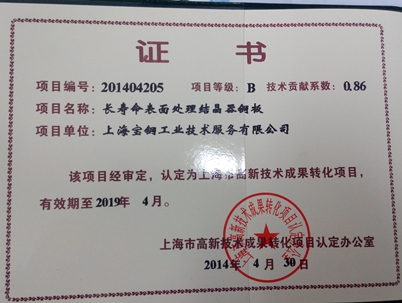 证书
项目编号: 201404205 项目等级: B 技术贡献系数: 0.86
项目名称: 长寿命表面处理结晶器铜板
项目单位: 上海宝钢工业技术服务有限公司
该项目经审定，认定为上海市高新技术成果转化项目，
有效期至2019年4月。
上海市高新技术成果转化项目认定办公室
2014年4月30日